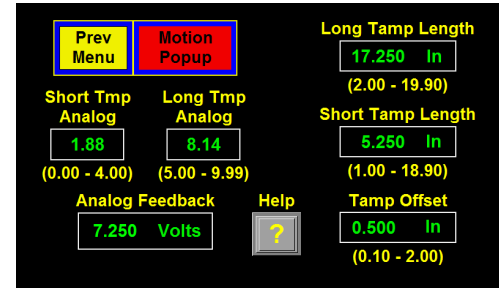 Prev
Menu
Motion
Popup
Long Tamp Length
17.250 In
(2.00 - 19.90)
Short Tmp
Analog
1.88
(0.00 - 4.00)
Long Tmp
Analog
8.14
(5.00 - 9.99)
Short Tamp Length
5.250 In
(1.00 - 18.90)
Analog Feedback
7.250 Volts
Help
?
Tamp Offset
0.500 In
(0.10 - 2.00)